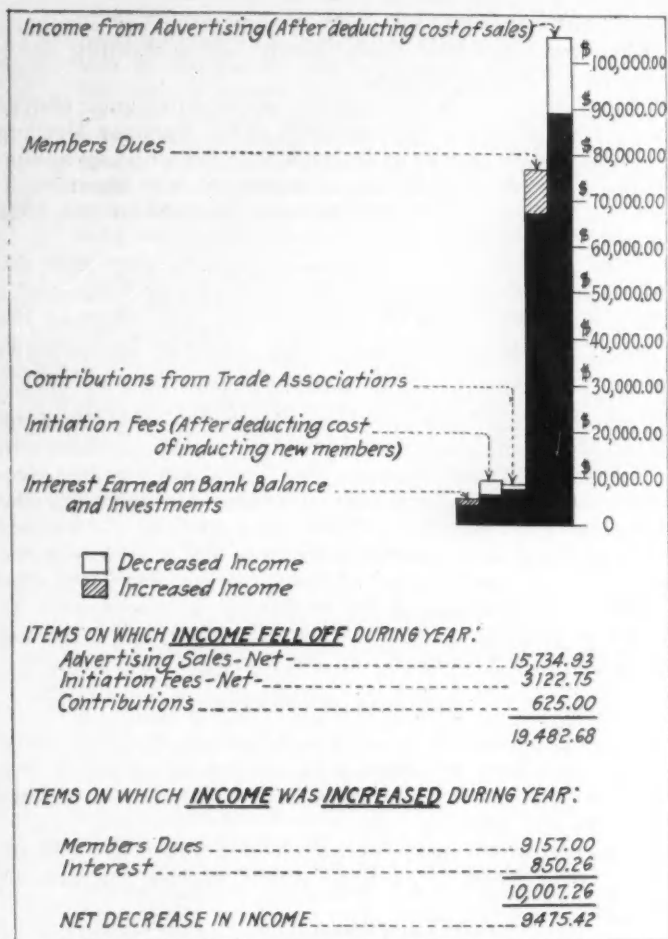 Income from Advertising (After deducting cost of sales)
$100,000.00
$90,000.00
Members Dues
$80,000.00
$70,000.00
$60,000.00
$50,000.00
$40,000.00
Contributions from Trade Associations
$30,000.00
Initiation Fees (After deducting cost
of inducting new members)
$20,000.00
Interest Earned on Bank Balance
and Investments
$10,000.00
0
Decreased Income
Increased Income
ITEMS ON WHICH INCOME FELL OFF DURING YEAR:
Advertising Sales-Net- 15,734.93
Initiation Fees-Net- 3122.75
Contributions 625.00
19,482.68
ITEMS ON WHICH INCOME WAS INCREASED DURING YEAR:
Members Dues 9157.00
Interest 850.26
10,007.26
NET DECREASE IN INCOME 9475.42